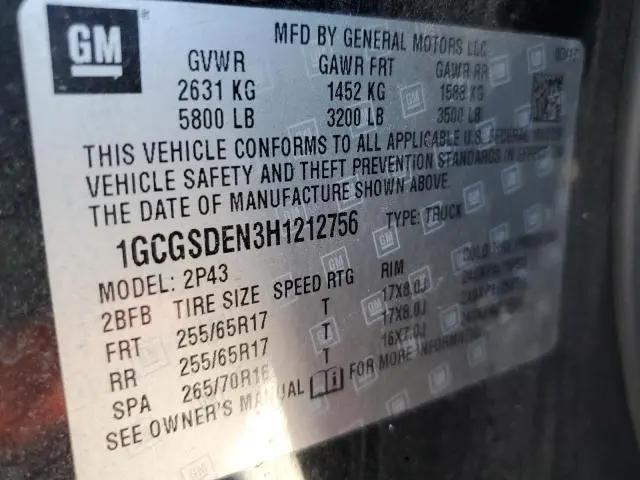 GM
MFD BY GENERAL MOTORS LLC
GVWR GAWR FRT GAWR RR
2631 KG 1452 KG 1588 KG
5800 LB 3200 LB 3500 LB
THIS VEHICLE CONFORMS TO ALL APPLICABLE U.S. FEDERAL
VEHICLE SAFETY AND THEFT PREVENTION STANDARDS IN EFFECT ON
THE DATE OF MANUFACTURE SHOWN ABOVE.
1GCGSDEN3H1212756 TYPE: TRUCK
MODEL: 2P43
2BFB TIRE SIZE SPEED RTG RIM COLD TIRE
FRT 255/65R17 T 17X8.0J
RR 255/65R17 T 17X8.0J
SPA 265/70R16 T 16X7.0J
SEE OWNER'S MANUAL FOR MORE INFORMATION